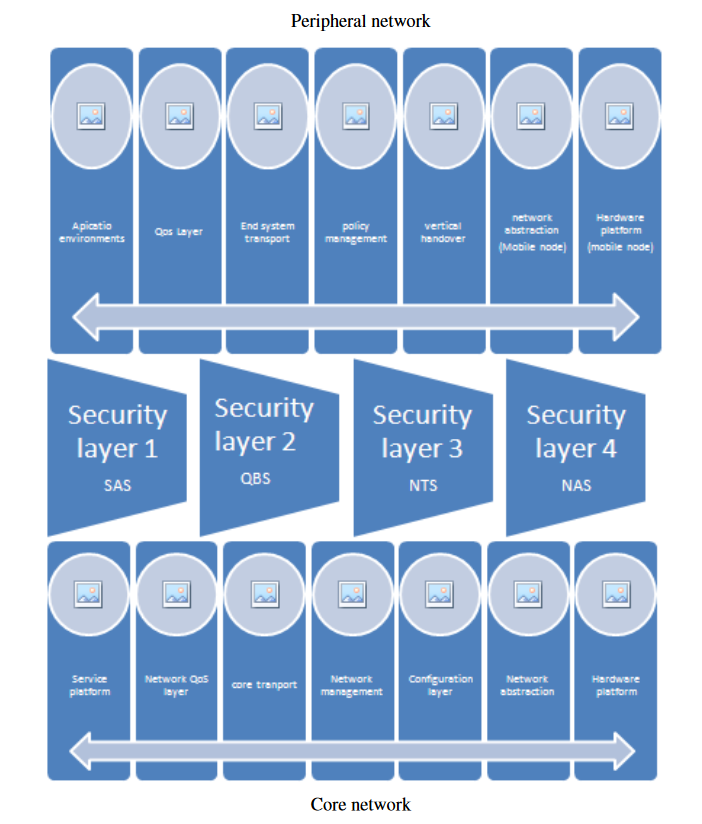 Peripheral network
Apicatio
environments
Qos Layer
End system
transport
policy
management
vertical
handover
network
abstraction
(Mobile node)
Hardware
platform
(mobile node)
Security
layer 1
SAS
Security
layer 2
QBS
Security
layer 3
NTS
Security
layer 4
NAS
Service
platform
Network QoS
layer
core tranport
Network
management
Configuration
layer
Network
abstraction
Hardware
platform
Core network